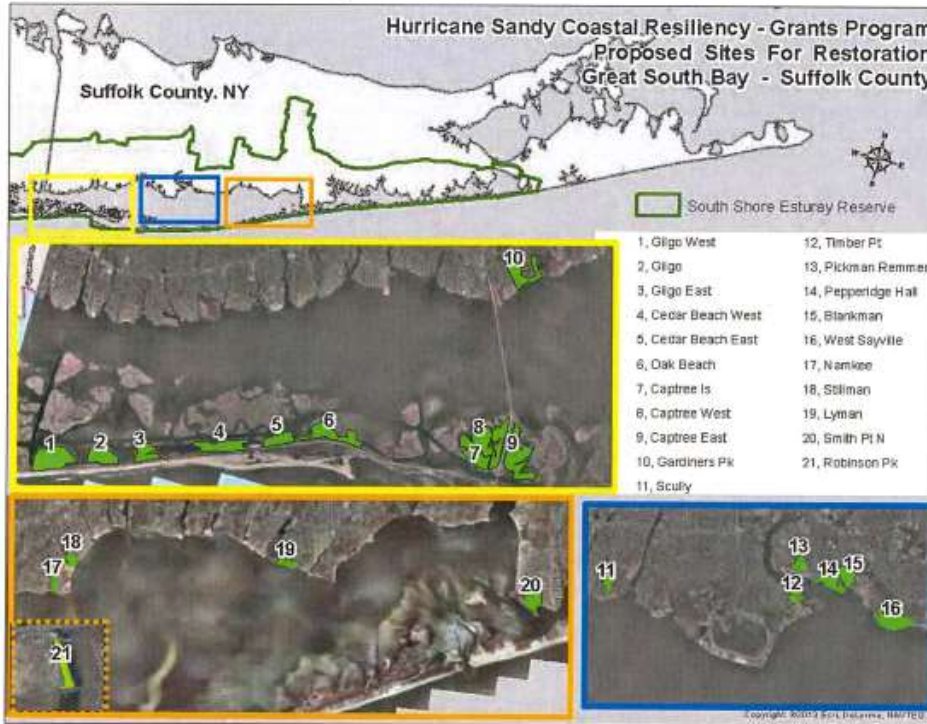 Hurricane Sandy Coastal Resiliency - Grants Program
Proposed Sites For Restoration
Great South Bay - Suffolk County
Suffolk County, NY
South Shore Esturay Reserve
1, Gilgo West
2, Gilgo
3, Gilgo East
4, Cedar Beach West
5, Cedar Beach East
6, Oak Beach
7, Captree Is
8, Captree West
9, Captree East
10, Gardiners Pk
11, Scully
12, Timber Pt
13, Pickman Remmer
14, Pepperidge Hall
15, Blankman
16, West Sayville
17, Namkee
18, Stillman
19, Lyman
20, Smith Pt N
21, Robinson Pk
10
1
2
3
4
5
6
8
7
9
18
17
19
20
21
11
13
12
14
15
16